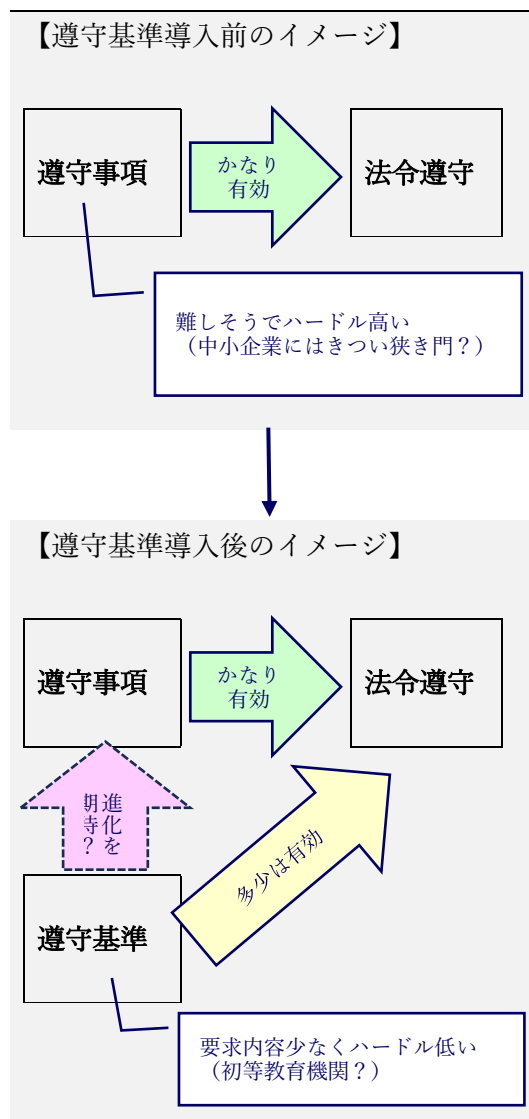 【遵守基準導入前のイメージ】
遵守事項
かなり
有効
法令遵守
難しそうでハードル高い
（中小企業にはきつい狭き門？）
【遵守基準導入後のイメージ】
遵守事項
かなり
有効
法令遵守
進化を
期待？
多少は有効
遵守基準
要求内容少なくハードル低い
（初等教育機関？）